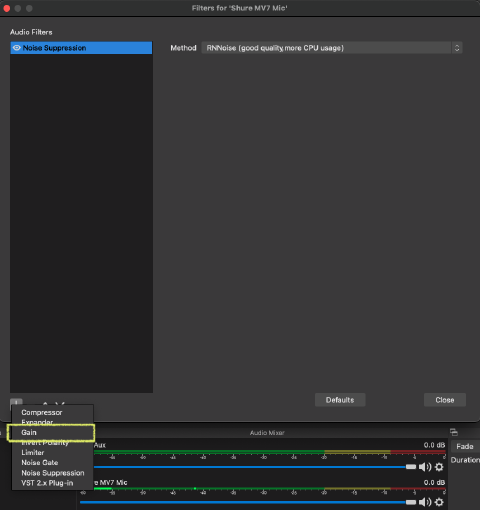 Filters for 'Shure MV7 Mic'
Audio Filters
Noise Suppression
Method RNNoise (good quality, more CPU usage)
Defaults Close
Compressor
Expander
Gain
Invert Polarity
Limiter
Noise Gate
Noise Suppression
VST 2.x Plug-in
Audio Mixer
Aux 0.0 dB
Fade
Duration
re MV7 Mic 0.0 dB